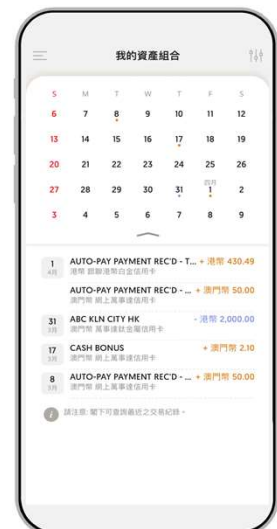 我的資產組合
S M T W T F S
6 7 8 9 10 11 12
13 14 15 16 17 18 19
20 21 22 23 24 25 26
四月
27 28 29 30 31 1 2
3 4 5 6 7 8 9
1 AUTO-PAY PAYMENT REC'D - T... + 港幣 430.49
4月 港幣 銀聯港幣白金信用卡
AUTO-PAY PAYMENT REC'D - ... + 澳門幣 50.00
澳門幣 網上萬事達信用卡
31 ABC KLN CITY HK - 港幣 2,000.00
3月 澳門幣 萬事達鈦金屬信用卡
17 CASH BONUS + 澳門幣 2.10
3月 澳門幣 網上萬事達信用卡
8 AUTO-PAY PAYMENT REC'D - ... + 澳門幣 50.00
3月 澳門幣 網上萬事達信用卡
i 請注意: 閣下可查詢最近之交易紀錄。